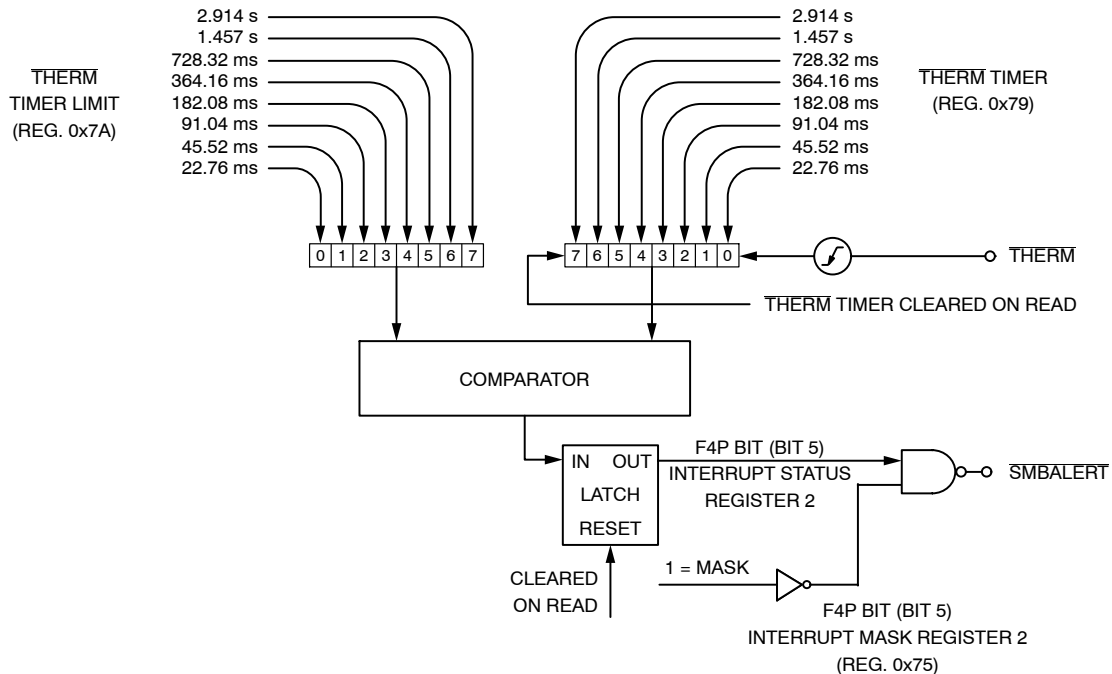 2.914 s
1.457 s
728.32 ms
364.16 ms
182.08 ms
91.04 ms
45.52 ms
22.76 ms
THERM
TIMER LIMIT
(REG. 0x7A)
2.914 s
1.457 s
728.32 ms
364.16 ms
182.08 ms
91.04 ms
45.52 ms
22.76 ms
THERM TIMER
(REG. 0x79)
0 1 2 3 4 5 6 7
7 6 5 4 3 2 1 0
THERM
THERM TIMER CLEARED ON READ
COMPARATOR
IN OUT
LATCH
RESET
F4P BIT (BIT 5)
INTERRUPT STATUS
REGISTER 2
SMBALERT
CLEARED
ON READ
1 = MASK
F4P BIT (BIT 5)
INTERRUPT MASK REGISTER 2
(REG. 0x75)